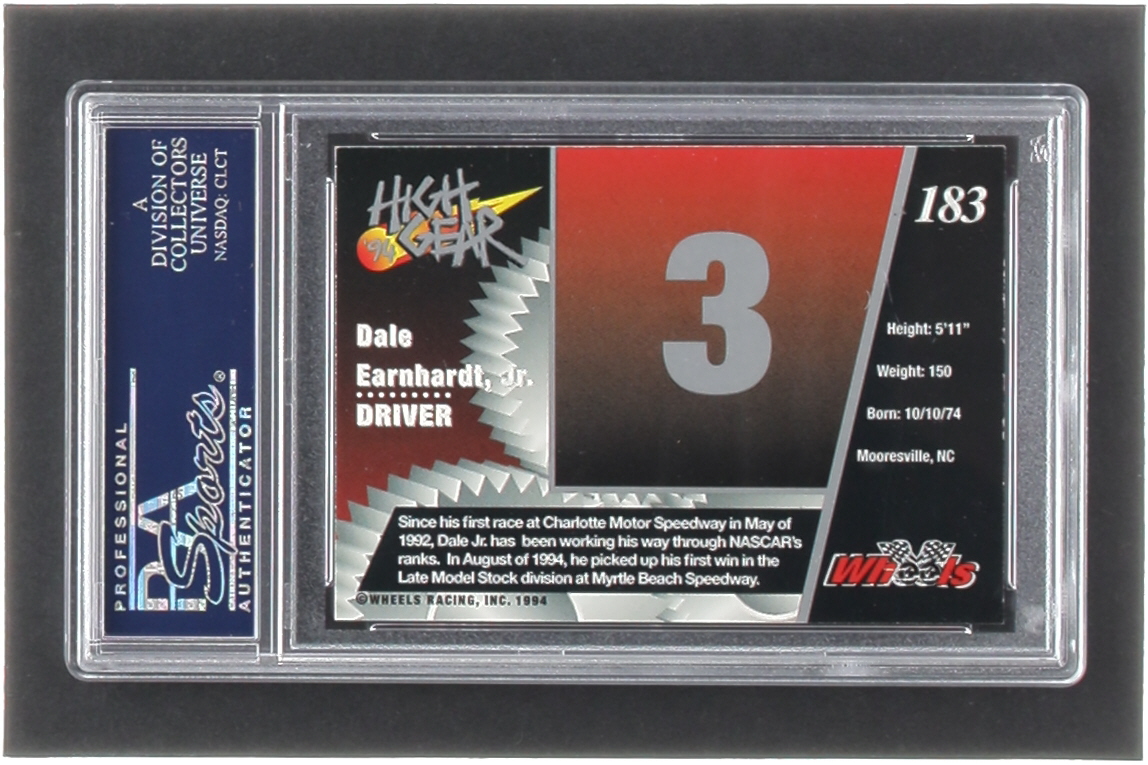 A
DIVISION OF
COLLECTORS
UNIVERSE
NASDAQ: CLCT
PROFESSIONAL
PSA
Sports®
AUTHENTICATOR
HIGH
'94 GEAR
Dale
Earnhardt, Jr.
DRIVER
3
183
Height: 5'11"
Weight: 150
Born: 10/10/74
Mooresville, NC
Since his first race at Charlotte Motor Speedway in May of
1992, Dale Jr. has been working his way through NASCAR's
ranks. In August of 1994, he picked up his first win in the
Late Model Stock division at Myrtle Beach Speedway.
©WHEELS RACING, INC. 1994
Wheels